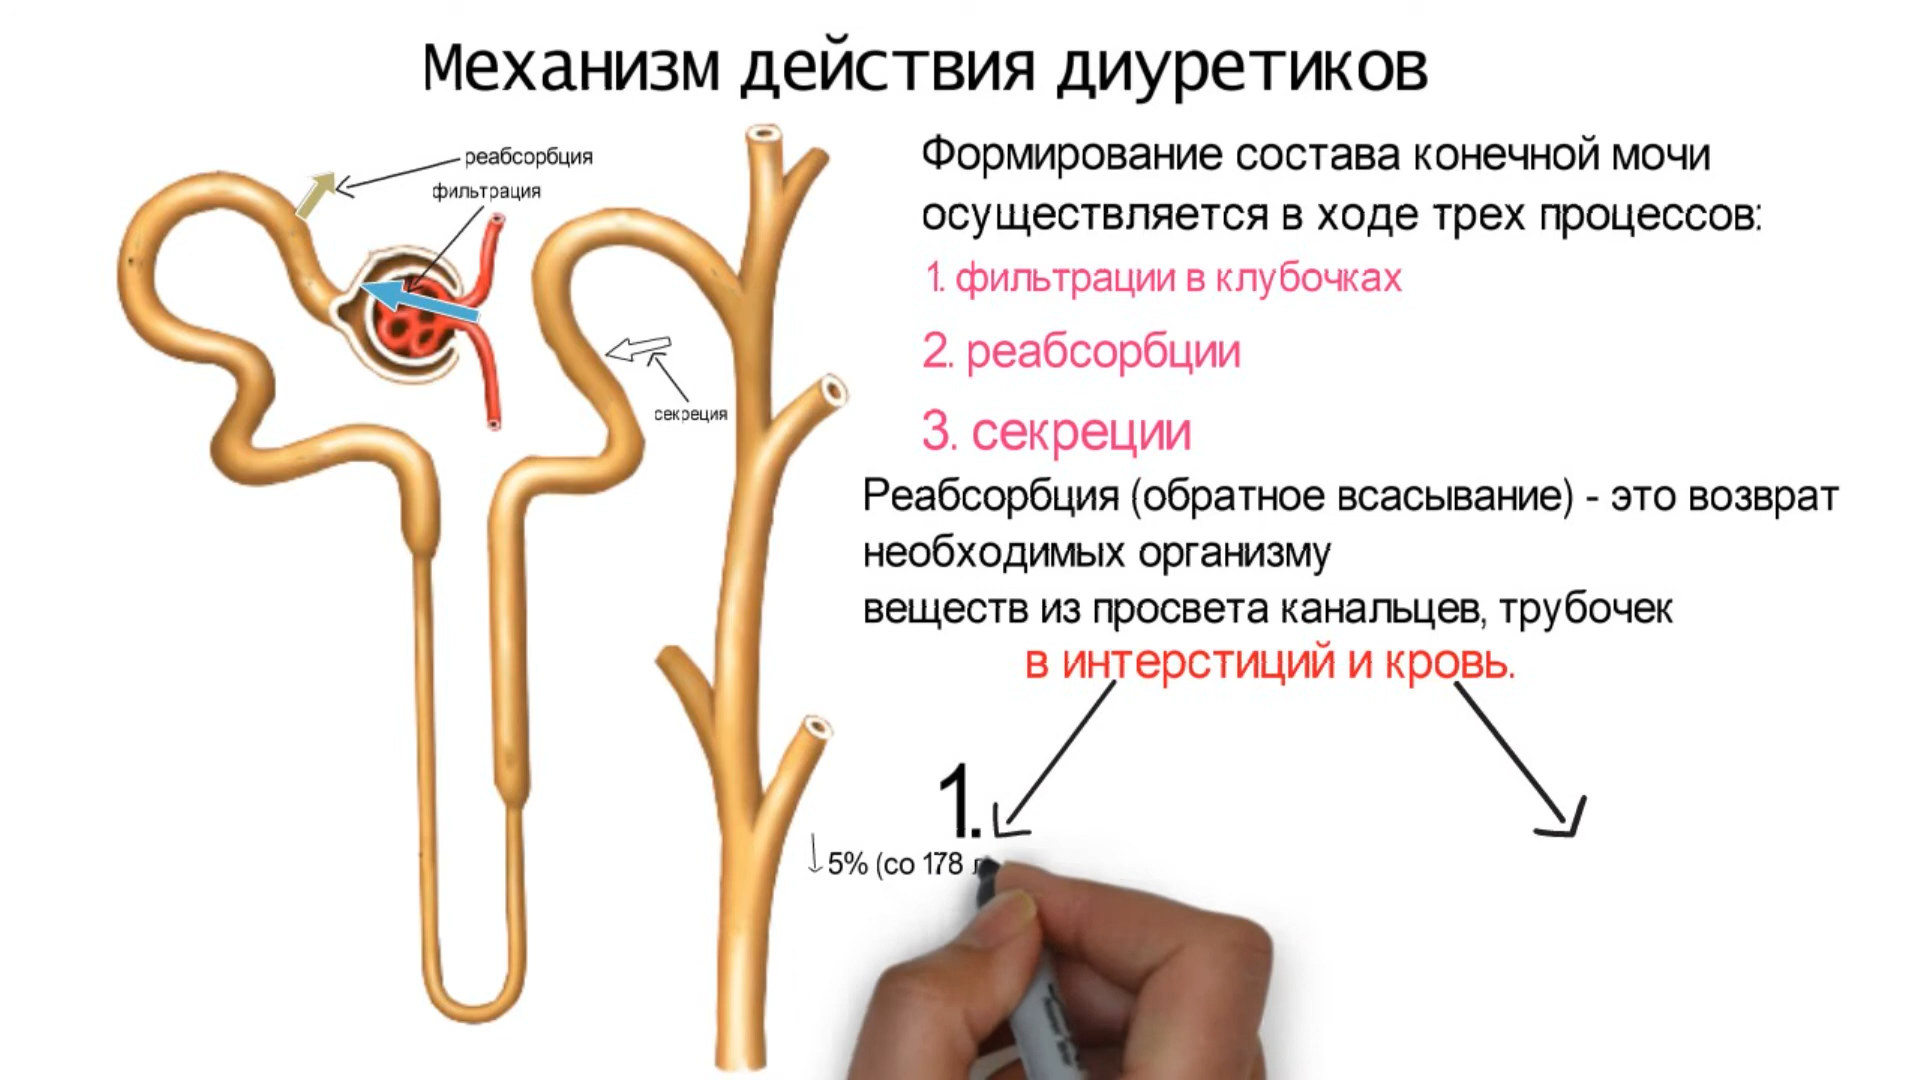 Механизм действия диуретиков
реабсорбция
фильтрация
секреция
Формирование состава конечной мочи
осуществляется в ходе трех процессов:
1. фильтрации в клубочках
2. реабсорбции
3. секреции
Реабсорбция (обратное всасывание) - это возврат
необходимых организму
веществ из просвета канальцев, трубочек
в интерстиций и кровь.
1.
↓5% (со 178